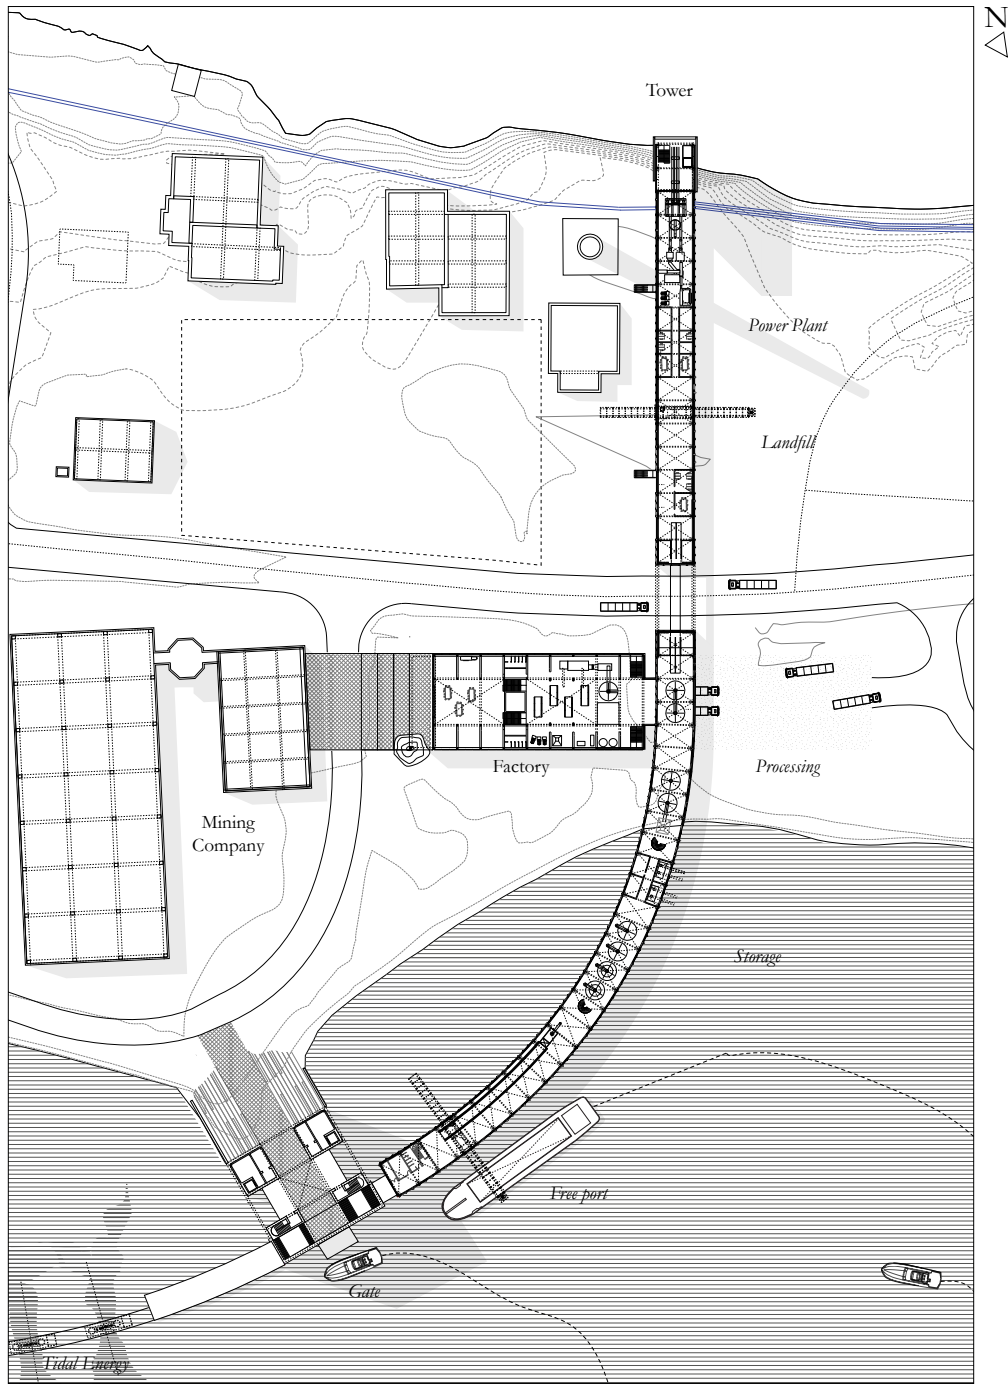 N
Tower
Power Plant
Landfill
Factory
Processing
Mining
Company
Storage
Free port
Gate
Tidal Energy